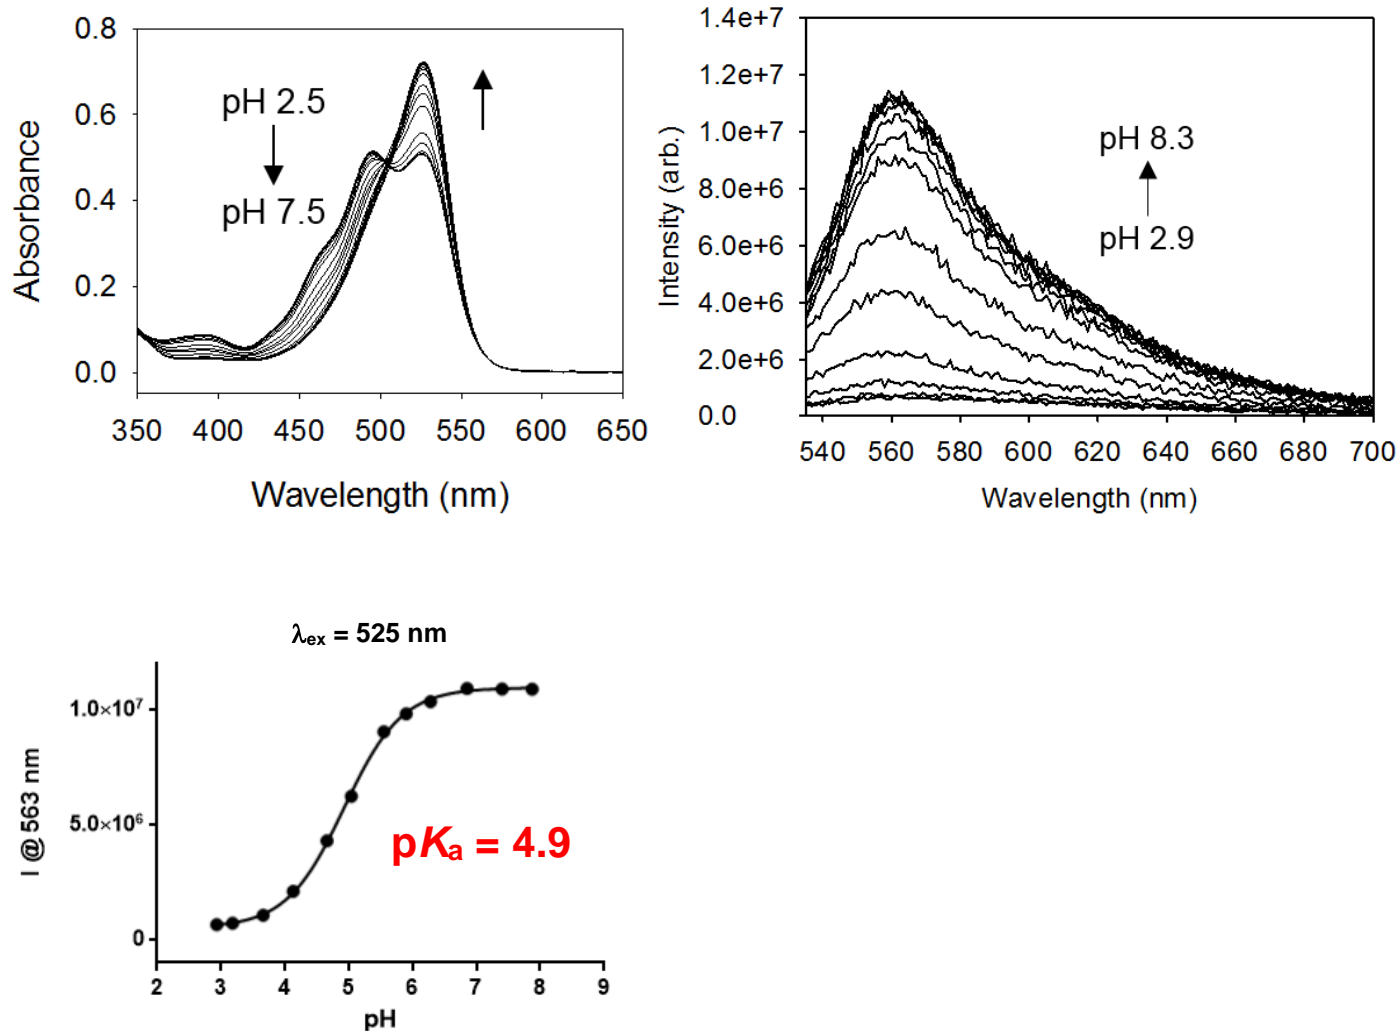 0.8
0.6
0.4
0.2
0.0
Absorbance
pH 2.5
pH 7.5
350 400 450 500 550 600 650
Wavelength (nm)
1.4e+7
1.2e+7
1.0e+7
8.0e+6
6.0e+6
4.0e+6
2.0e+6
0.0
Intensity (arb.)
pH 8.3
pH 2.9
540 560 580 600 620 640 660 680 700
Wavelength (nm)
λex = 525 nm
1.0×10⁷
5.0×10⁶
0
I @ 563 nm
pKa = 4.9
2 3 4 5 6 7 8 9
pH